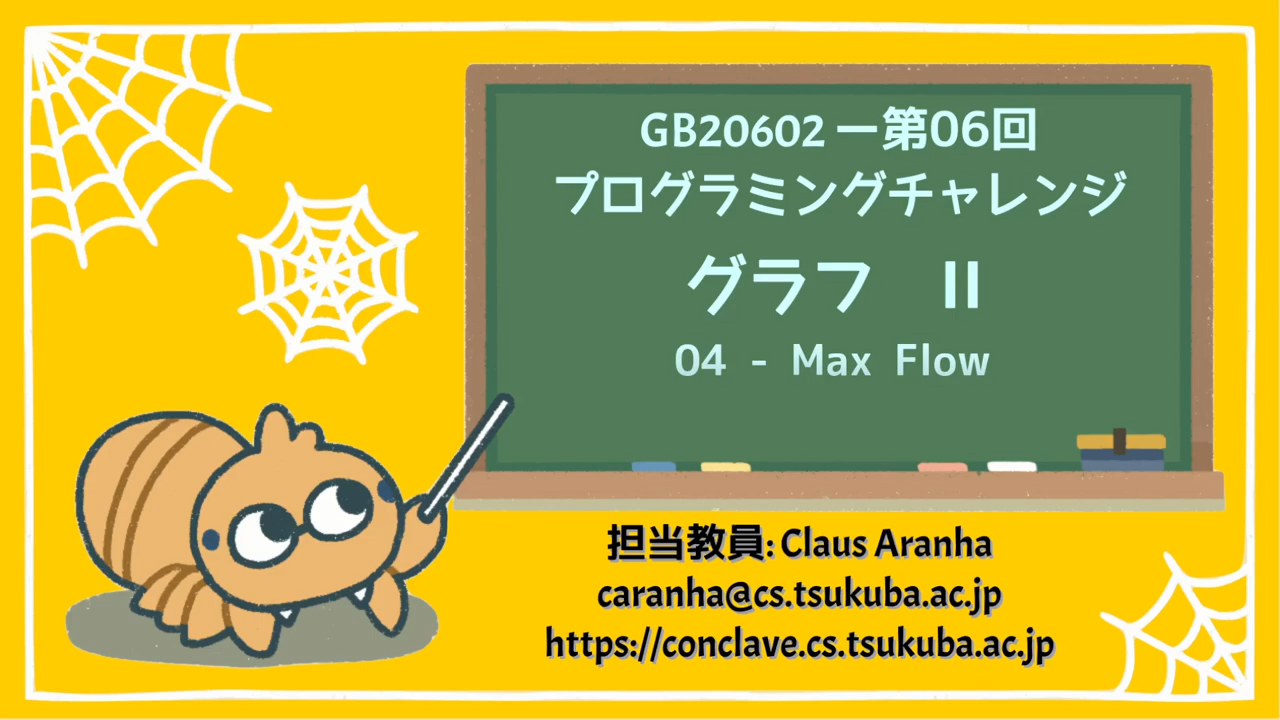 GB20602 ー第06回
プログラミングチャレンジ
グラフ　II
04 - Max Flow
担当教員: Claus Aranha
caranha@cs.tsukuba.ac.jp
https://conclave.cs.tsukuba.ac.jp